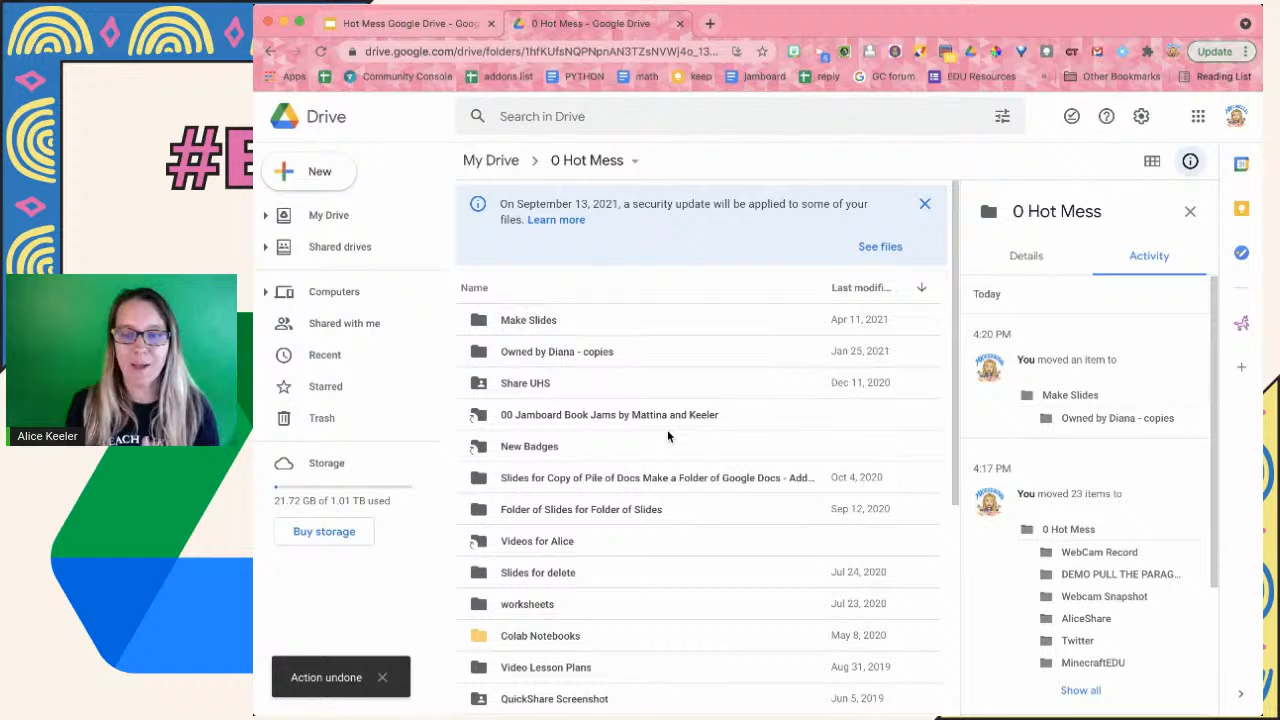 Hot Mess Drive - Google Drive - Goog
0 Hot Mess - Google Drive
drive.google.com/drive/folders/1hfKUfsNQPNpnAN3TZsNVWj4o_13...
Update
Apps
Community Console
addons list
PYTHON
math
keep
Jamboard
reply
GC forum
EDU Resources
»
Other Bookmarks
Reading List
Drive
Search in Drive
New
My Drive
Shared drives
Computers
Shared with me
Recent
Starred
Trash
Storage
21.72 GB of 1.01 TB used
Buy storage
Action undone
My Drive > 0 Hot Mess
On September 13, 2021, a security update will be applied to some of your
files. Learn more
See files
Name Last modifi...
Make Slides Apr 11, 2021
Owned by Diana - copies Jan 25, 2021
Share UHS Dec 11, 2020
00 Jamboard Book Jams by Mattina and Keeler
New Badges
Slides for Copy of Pile of Docs Make a Folder of Google Docs - Add... Oct 4, 2020
Folder of Slides for Folder of Slides Sep 12, 2020
Videos for Alice
Slides for delete Jul 24, 2020
worksheets Jul 23, 2020
Colab Notebooks May 8, 2020
Video Lesson Plans Aug 31, 2019
QuickShare Screenshot Jun 5, 2019
0 Hot Mess
Details Activity
Today
4:20 PM
You moved an item to
Make Slides
Owned by Diana - copies
4:17 PM
You moved 23 items to
0 Hot Mess
WebCam Record
DEMO PULL THE PARAG...
Webcam Snapshot
AliceShare
Twitter
MinecraftEDU
Show all
Alice Keeler